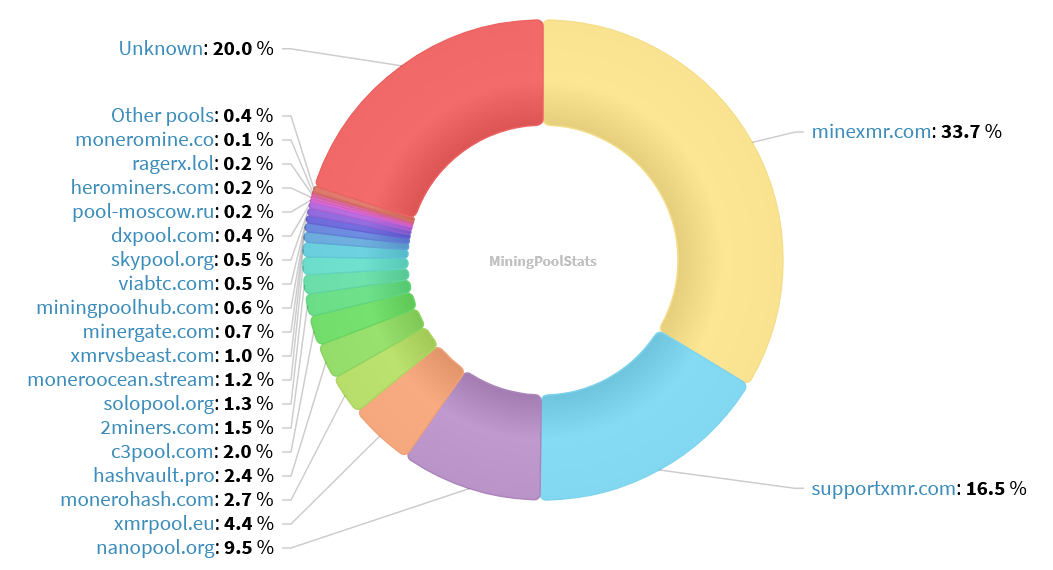 Unknown: 20.0 %
Other pools: 0.4 %
moneromine.co: 0.1 %
ragerx.lol: 0.2 %
herominers.com: 0.2 %
pool-moscow.ru: 0.2 %
dxpool.com: 0.4 %
skypool.org: 0.5 %
viabtc.com: 0.5 %
miningpoolhub.com: 0.6 %
minergate.com: 0.7 %
xmrvsbeast.com: 1.0 %
moneroocean.stream: 1.2 %
solopool.org: 1.3 %
2miners.com: 1.5 %
c3pool.com: 2.0 %
hashvault.pro: 2.4 %
monerohash.com: 2.7 %
xmrpool.eu: 4.4 %
nanopool.org: 9.5 %
MiningPoolStats
minexmr.com: 33.7 %
supportxmr.com: 16.5 %